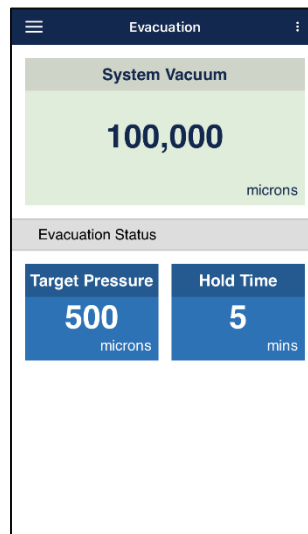 Evacuation
System Vacuum
100,000
microns
Evacuation Status
Target Pressure
500
microns
Hold Time
5
mins